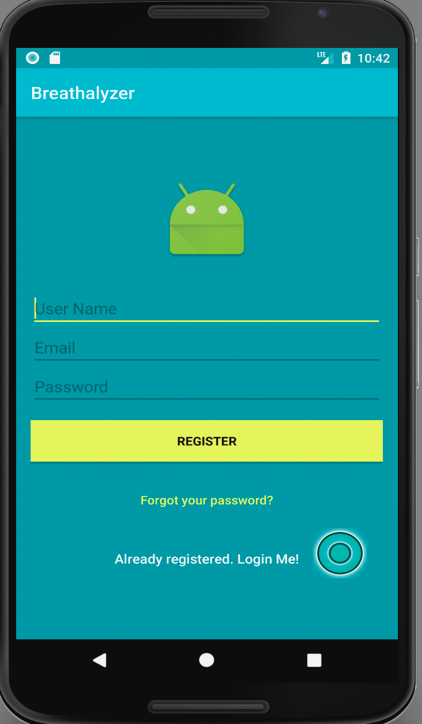 LTE 10:42
Breathalyzer
User Name
Email
Password
REGISTER
Forgot your password?
Already registered. Login Me!